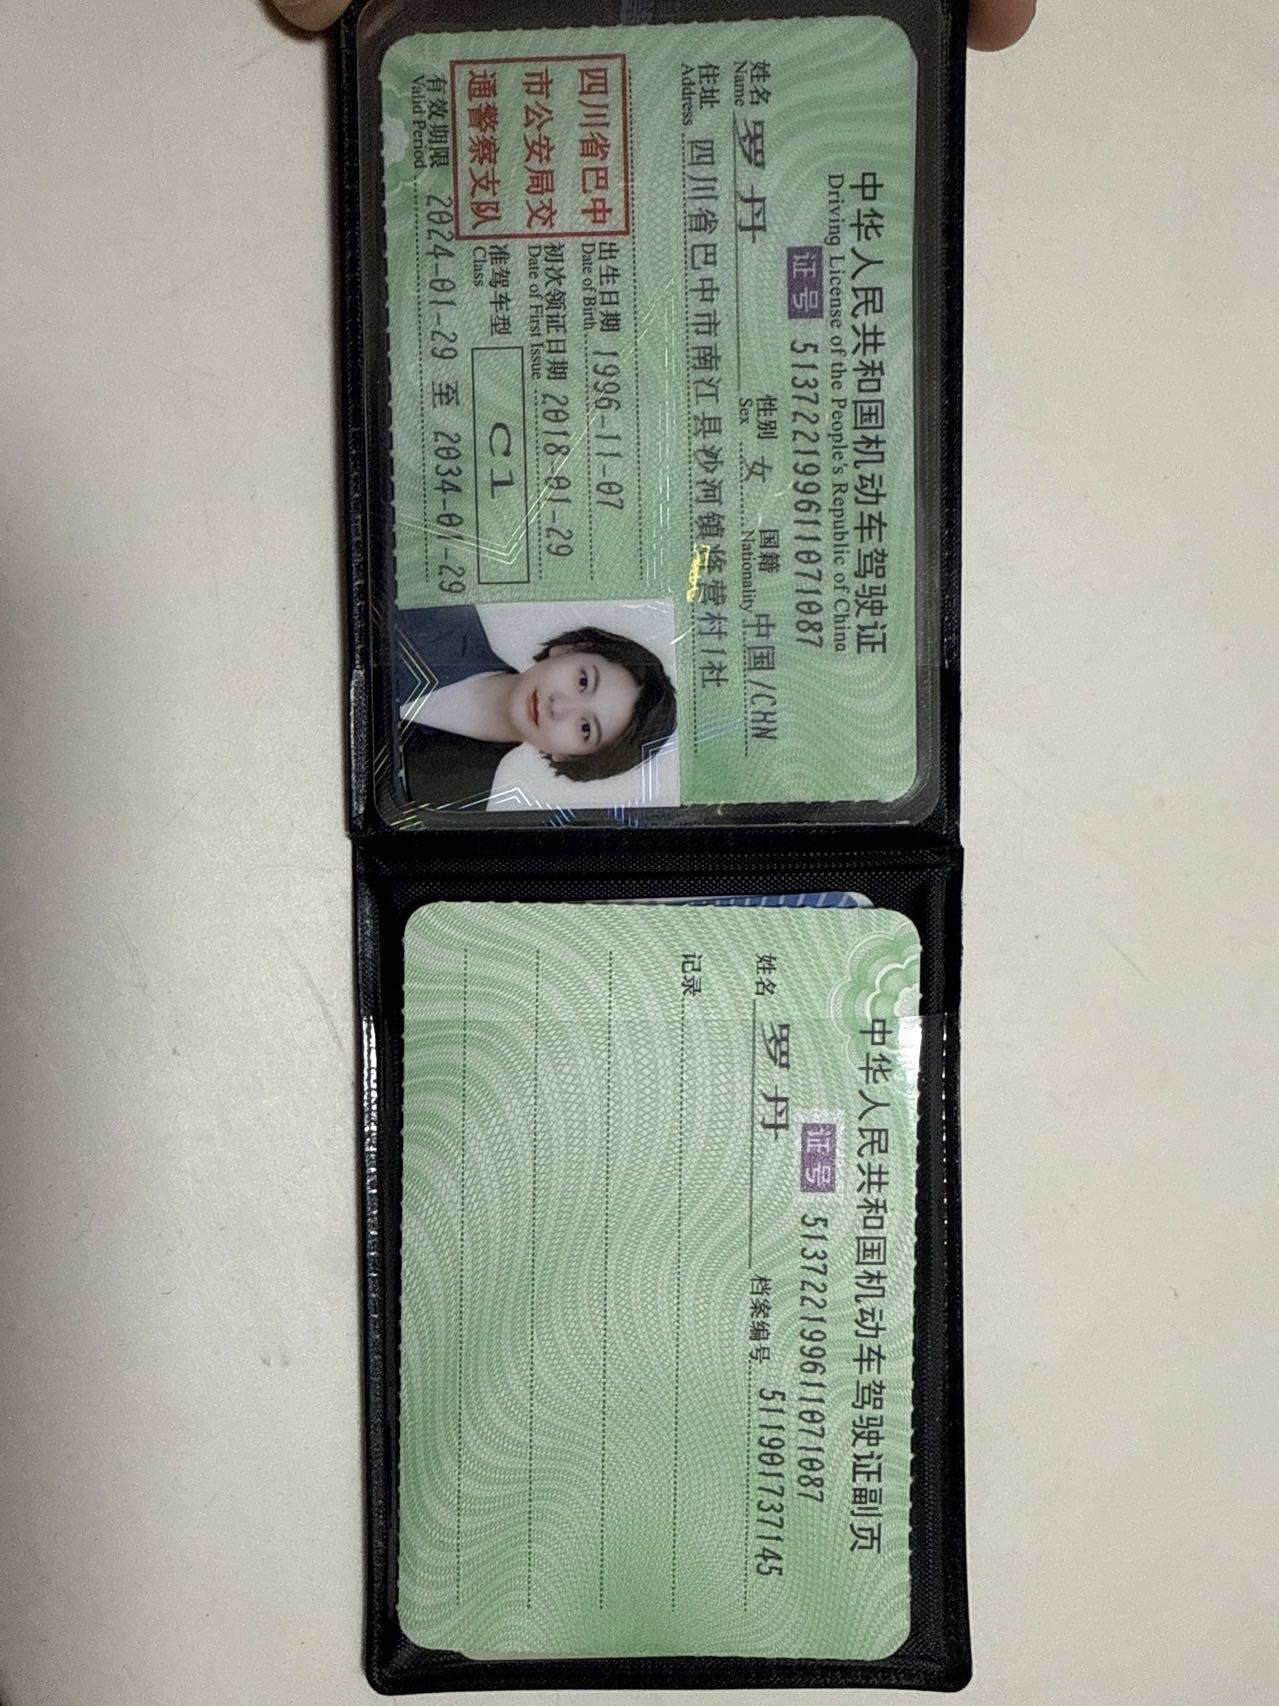 中华人民共和国机动车驾驶证
Driving License of the People's Republic of China
证号 513722199611071087
姓名 罗丹 性别 女 国籍 中国/CHN
Name Sex Nationality
住址 四川省巴中市南江县沙河镇 营村1社
Address
四川省巴中
市公安局交
通警察支队
出生日期 1996-11-07
Date of Birth
初次领证日期 2018-01-29
Date of First Issue
准驾车型 C1
Class
有效期限 2024-01-29 至 2034-01-29
Valid Period
中华人民共和国机动车驾驶证副页
证号 513722199611071087
姓名 罗丹 档案编号 511901737145
记录